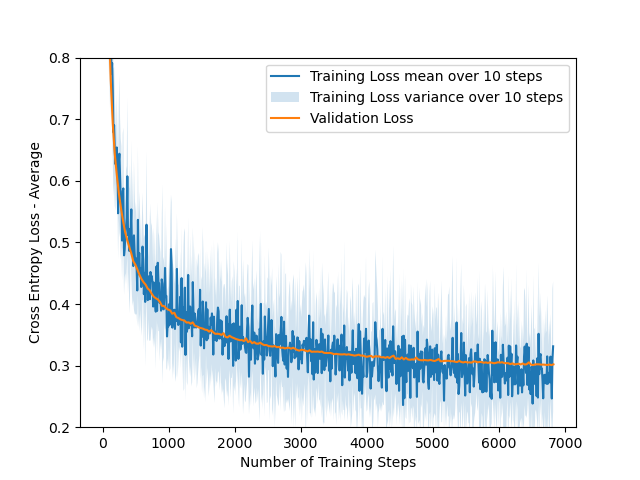 0.8
0.7
0.6
0.5
0.4
0.3
0.2
Cross Entropy Loss - Average
Training Loss mean over 10 steps
Training Loss variance over 10 steps
Validation Loss
0 1000 2000 3000 4000 5000 6000 7000
Number of Training Steps